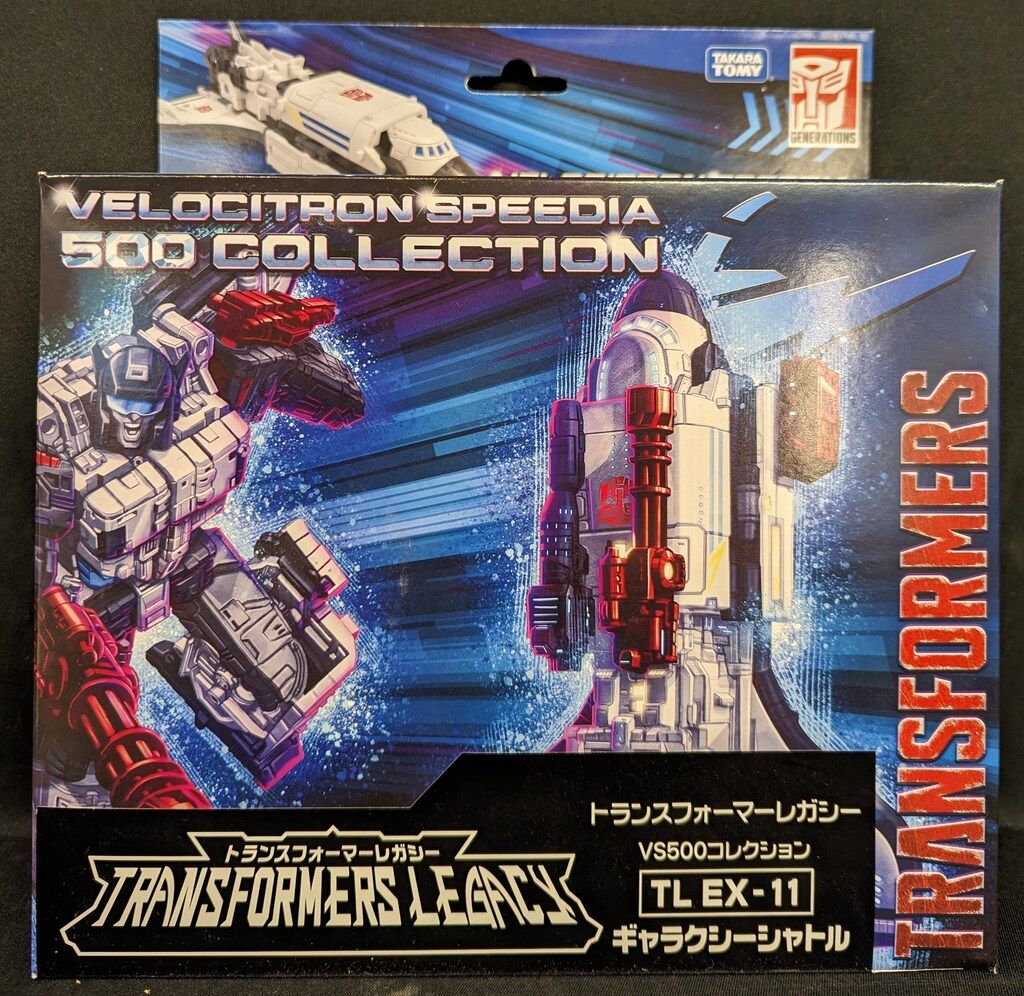 TAKARA
TOMY
GENERATIONS
VELOCITRON SPEEDIA
500 COLLECTION
6
TRANSFORMERS
トランスフォーマーレガシー
TRANSFORMERS LEGACY
トランスフォーマーレガシー
VS500コレクション
TL EX-11
ギャラクシーシャトル